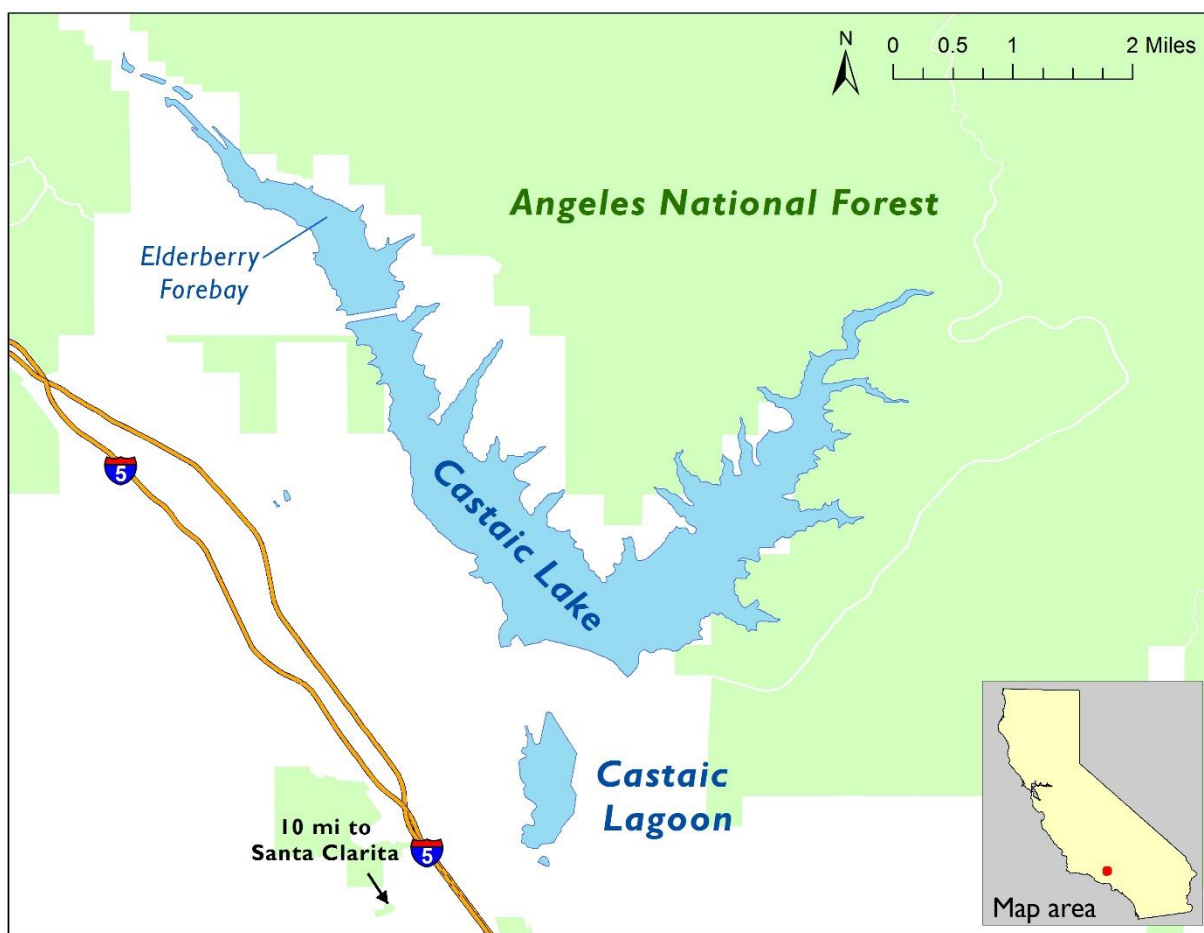 N
0 0.5 1 2 Miles
Angeles National Forest
Elderberry
Forebay
5
Castaic Lake
Castaic
Lagoon
10 mi to
Santa Clarita
5
Map area